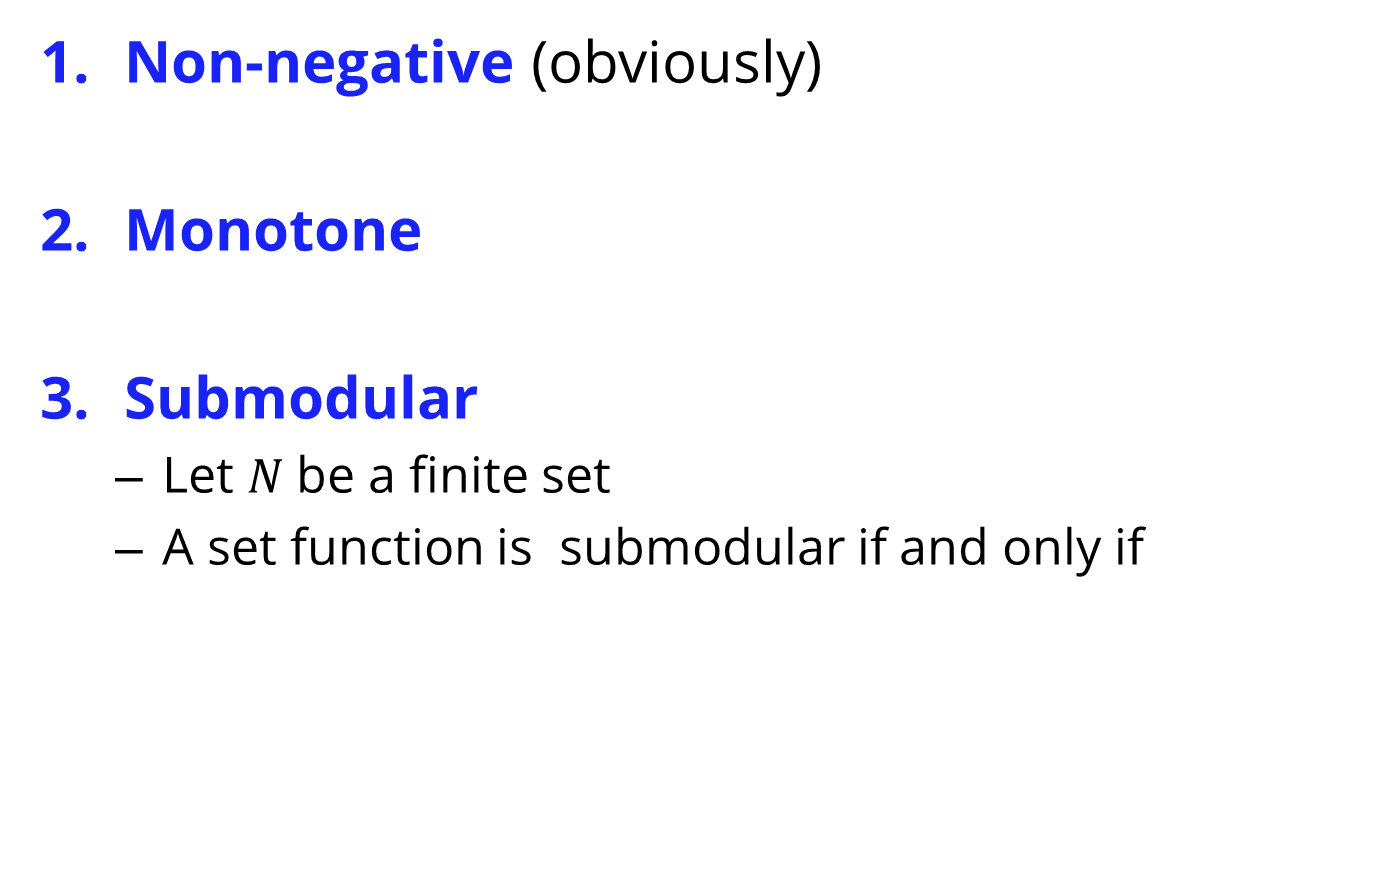 1. Non-negative (obviously)
2. Monotone
3. Submodular
– Let N be a finite set
– A set function is  submodular if and only if